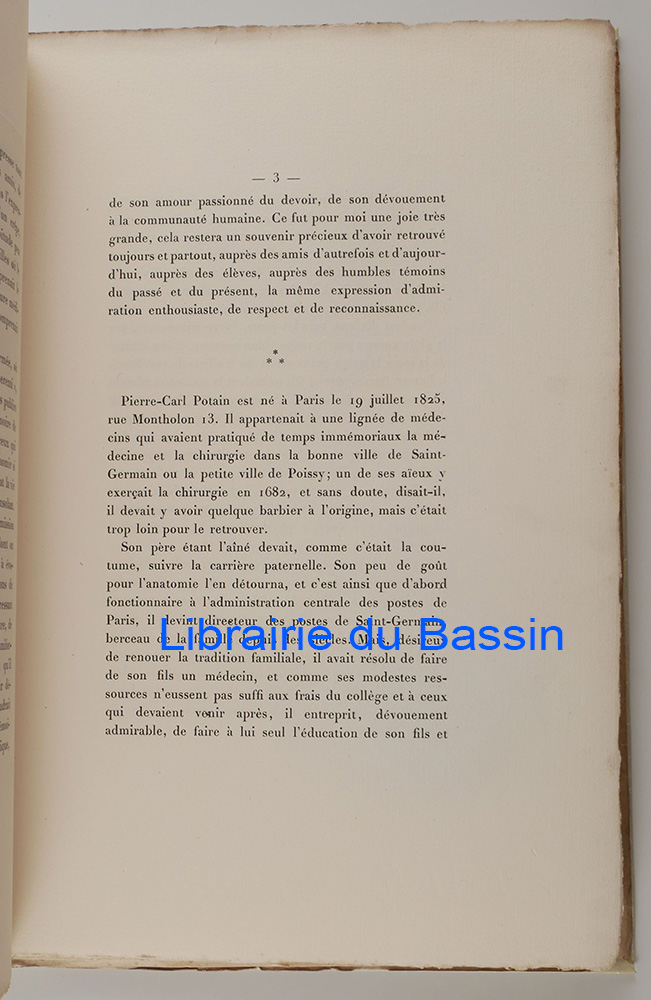 — 3 —
de son amour passionné du devoir, de son dévouement
à la communauté humaine. Ce fut pour moi une joie très
grande, cela restera un souvenir précieux d'avoir retrouvé
toujours et partout, auprès des amis d'autrefois et d'aujour-
d'hui, auprès des élèves, auprès des humbles témoins
du passé et du présent, la même expression d'admi-
ration enthousiaste, de respect et de reconnaissance.
*
* *
Pierre-Carl Potain est né à Paris le 19 juillet 1825,
rue Montholon 13. Il appartenait à une lignée de méde-
cins qui avaient pratiqué de temps immémoriaux la mé-
decine et la chirurgie dans la bonne ville de Saint-
Germain ou la petite ville de Poissy; un de ses aïeux y
exerçait la chirurgie en 1682, et sans doute, disait-il,
il devait y avoir quelque barbier à l'origine, mais c'était
trop loin pour le retrouver.
Son père étant l'aîné devait, comme c'était la cou-
tume, suivre la carrière paternelle. Son peu de goût
pour l'anatomie l'en détourna, et c'est ainsi que d'abord
fonctionnaire à l'administration centrale des postes de
Paris, il devint directeur des postes de Saint-Germain,
berceau de la famille depuis des siècles. Mais, désireux
Librairie du Bassin
de renouer la tradition familiale, il avait résolu de faire
de son fils un médecin, et comme ses modestes res-
sources n'eussent pas suffi aux frais du collège et à ceux
qui devaient venir après, il entreprit, dévouement
admirable, de faire à lui seul l'éducation de son fils et